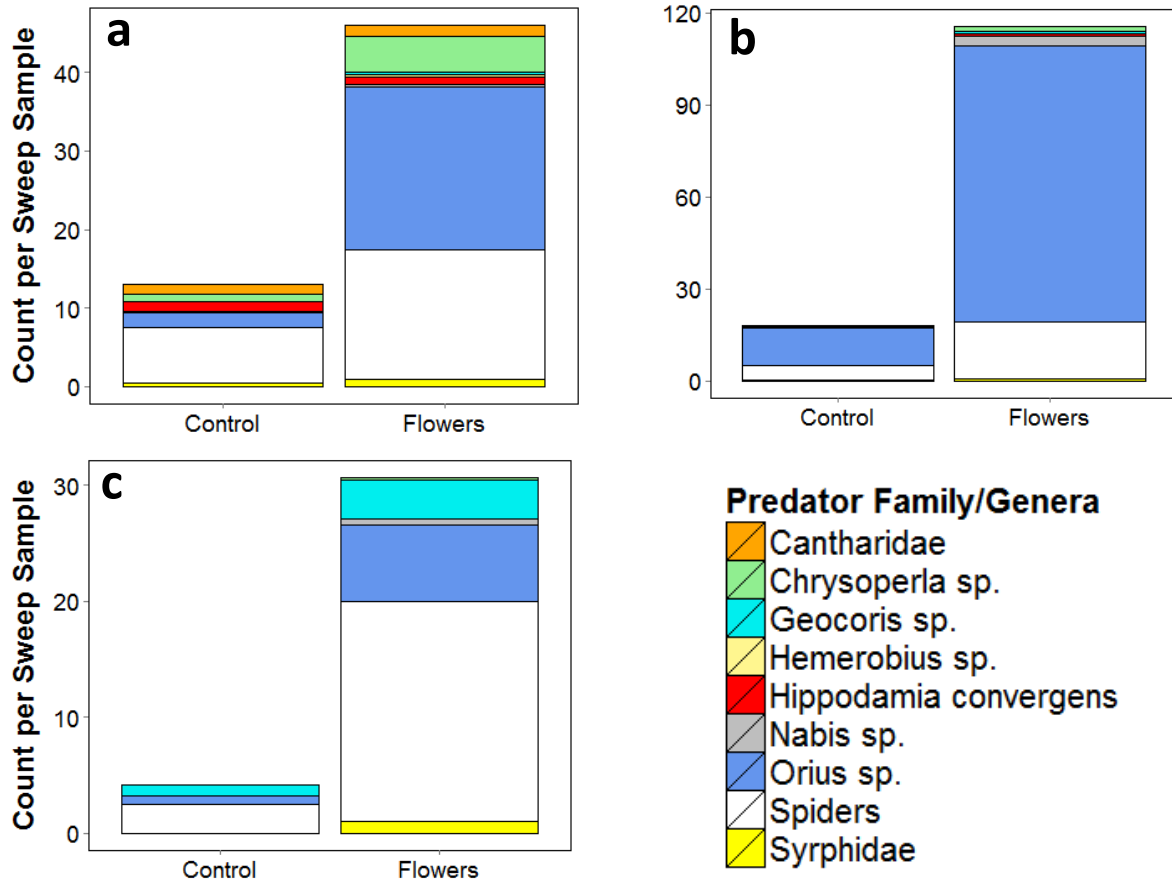 a
Count per Sweep Sample
40
30
20
10
0
Control Flowers
b
120
90
60
30
0
Control Flowers
c
Count per Sweep Sample
30
20
10
0
Control Flowers
Predator Family/Genera
Cantharidae
Chrysoperla sp.
Geocoris sp.
Hemerobius sp.
Hippodamia convergens
Nabis sp.
Orius sp.
Spiders
Syrphidae